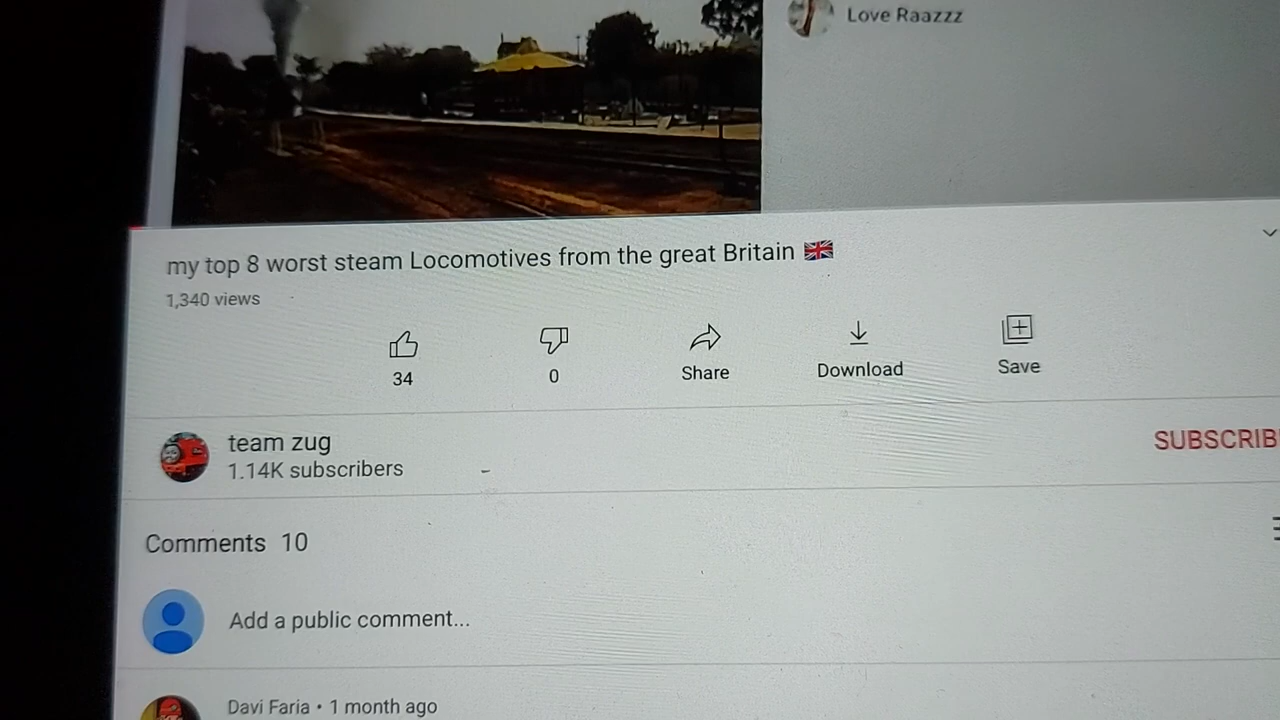 Love Raazzz
my top 8 worst steam Locomotives from the great Britain 🇬🇧
1,340 views
34
0
Share
Download
Save
team zug
1.14K subscribers
SUBSCRIB
Comments 10
Add a public comment...
Davi Faria • 1 month ago